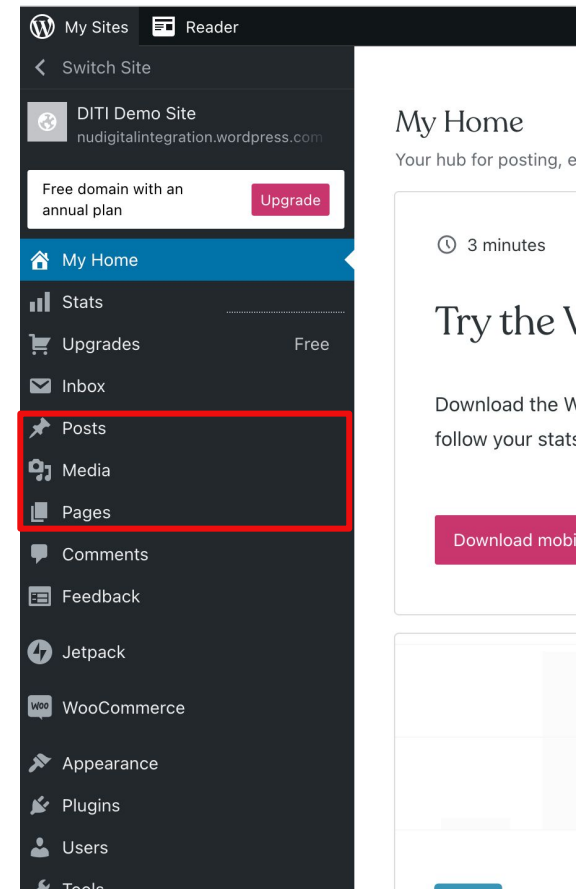 My Sites
Reader
Switch Site
DITI Demo Site
nudigitalintegration.wordpress.com
Free domain with an
annual plan
Upgrade
My Home
Stats
Upgrades
Free
Inbox
Posts
Media
Pages
Comments
Feedback
Jetpack
WOO
WooCommerce
Appearance
Plugins
Users
Tools
My Home
Your hub for posting, e
3 minutes
Try the
Download the W
follow your stats
Download mobi